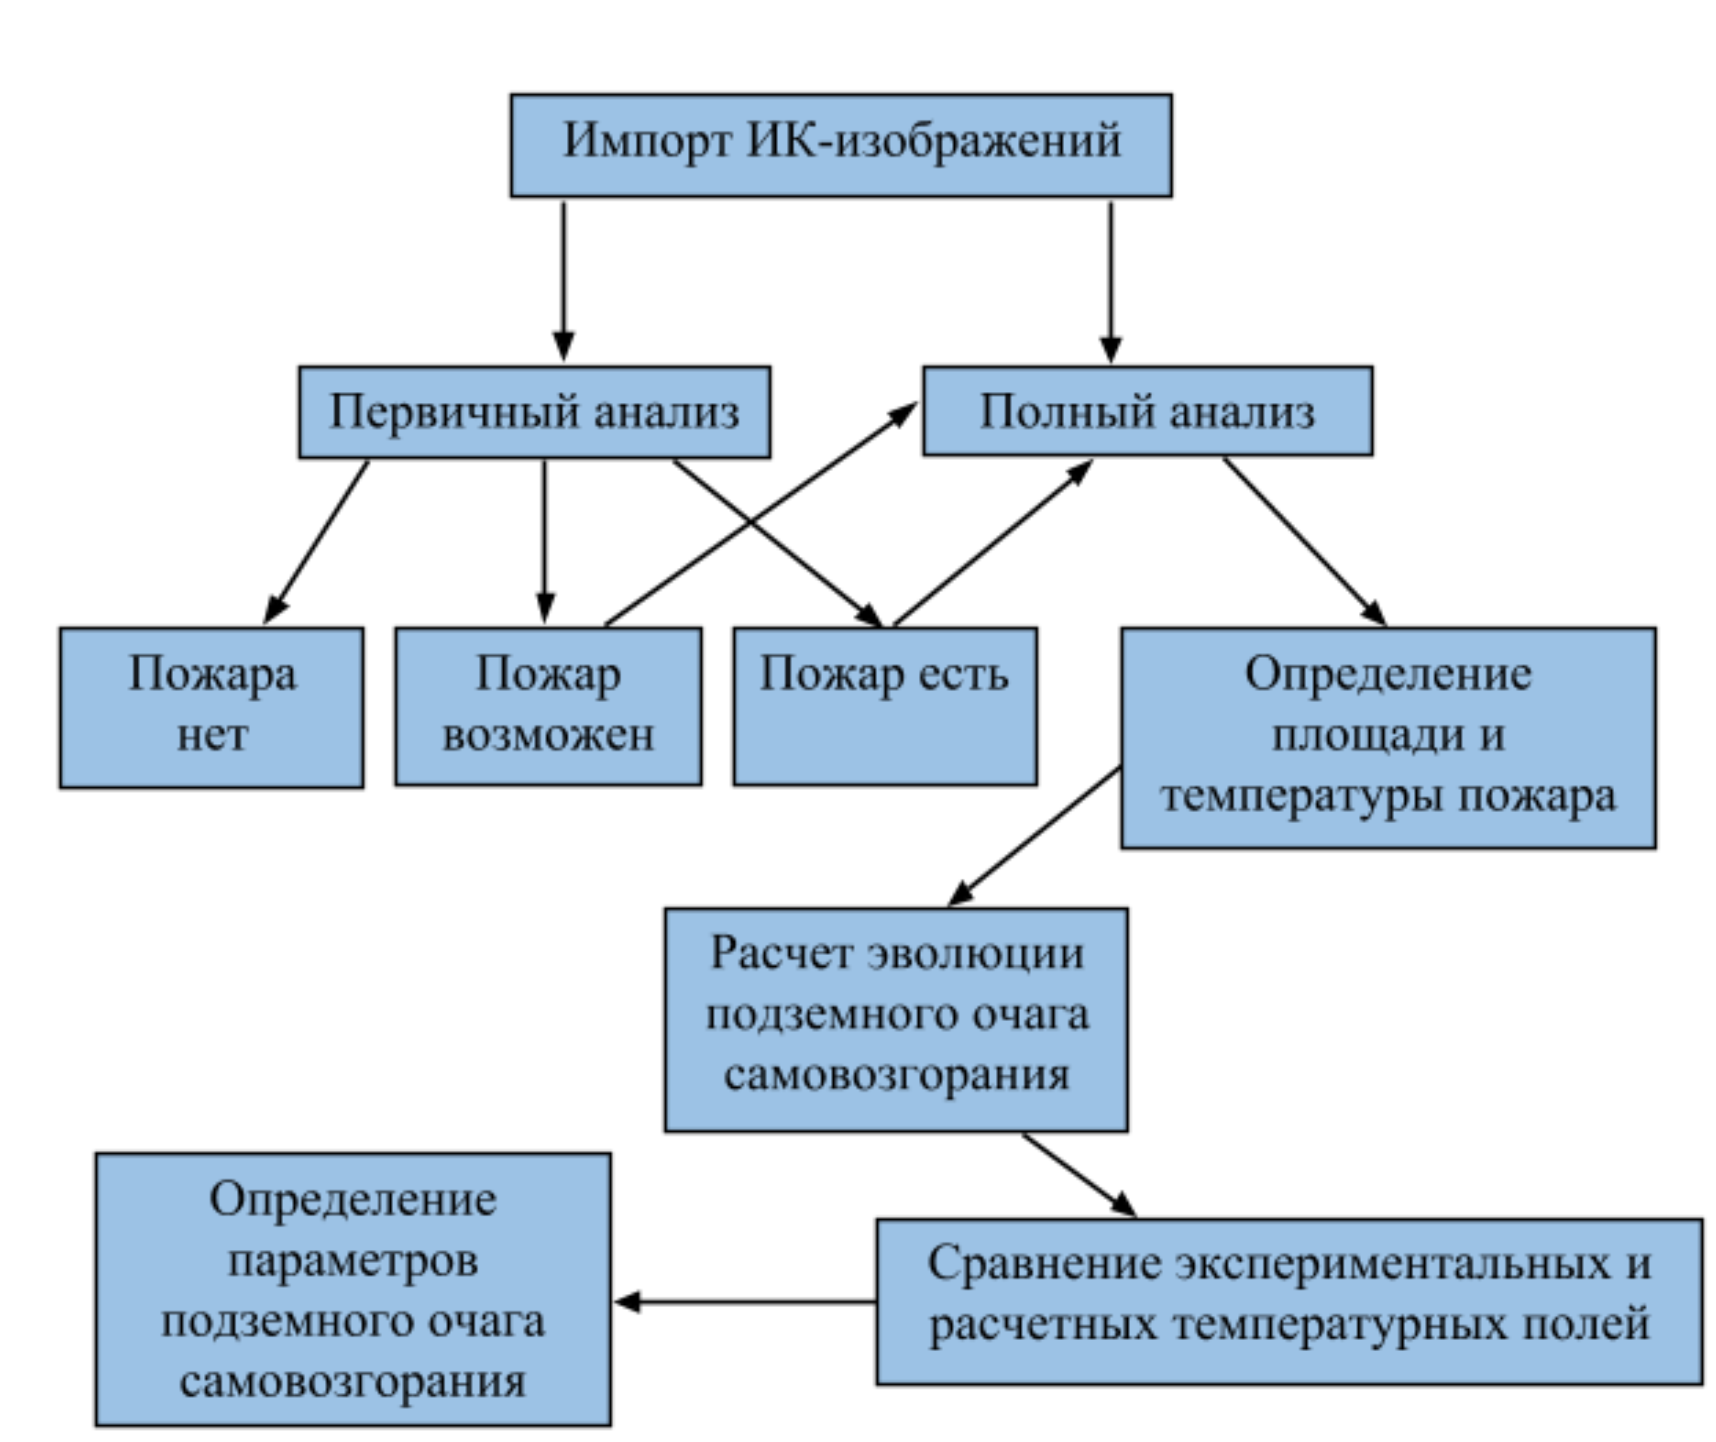 Импорт ИК-изображений
Первичный анализ
Полный анализ
Пожара
нет
Пожар
возможен
Пожар есть
Определение
площади и
температуры пожара
Расчет эволюции
подземного очага
самовозгорания
Сравнение экспериментальных и
расчетных температурных полей
Определение
параметров
подземного очага
самовозгорания